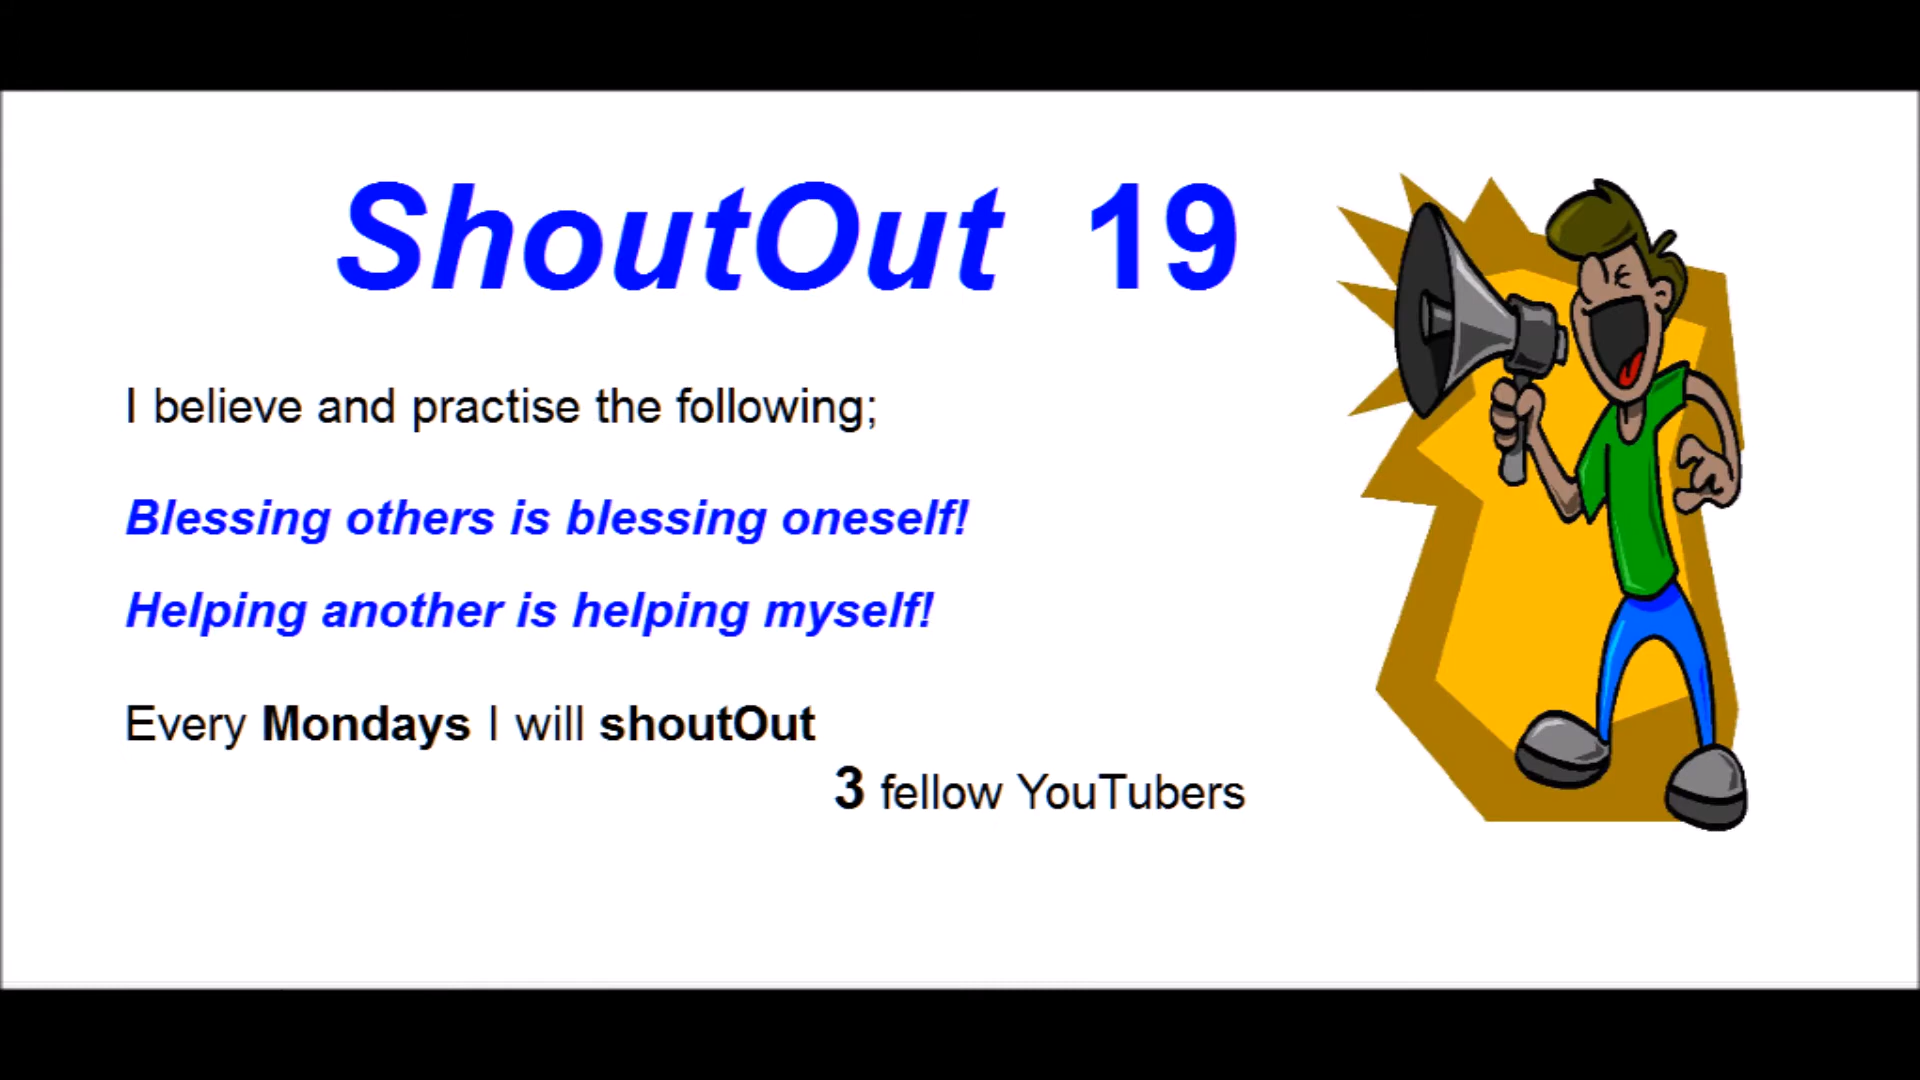 ShoutOut 19
I believe and practise the following;
Blessing others is blessing oneself!
Helping another is helping myself!
Every Mondays I will shoutOut
3 fellow YouTubers